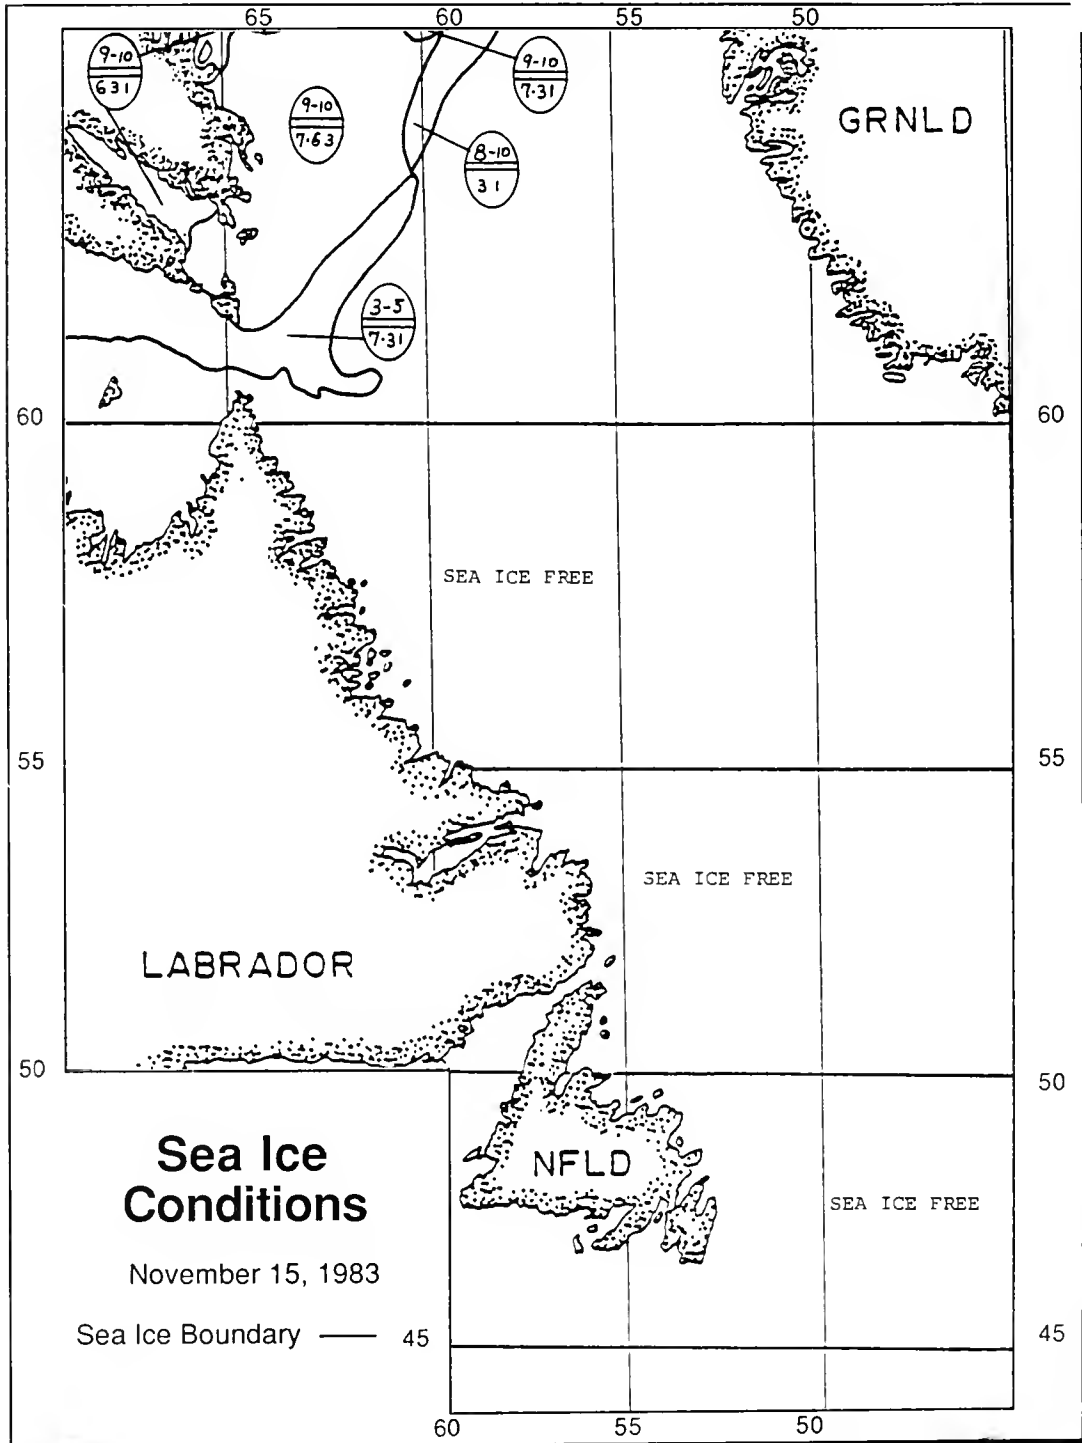 65 60 55 50
9-10
631
9-10
7·63
9-10
7·31
8-10
31
GRNLD
3-5
7·31
60 60
SEA ICE FREE
55 55
SEA ICE FREE
LABRADOR
50 50
Sea Ice
Conditions
NFLD
SEA ICE FREE
November 15, 1983
Sea Ice Boundary — 45 45
60 55 50